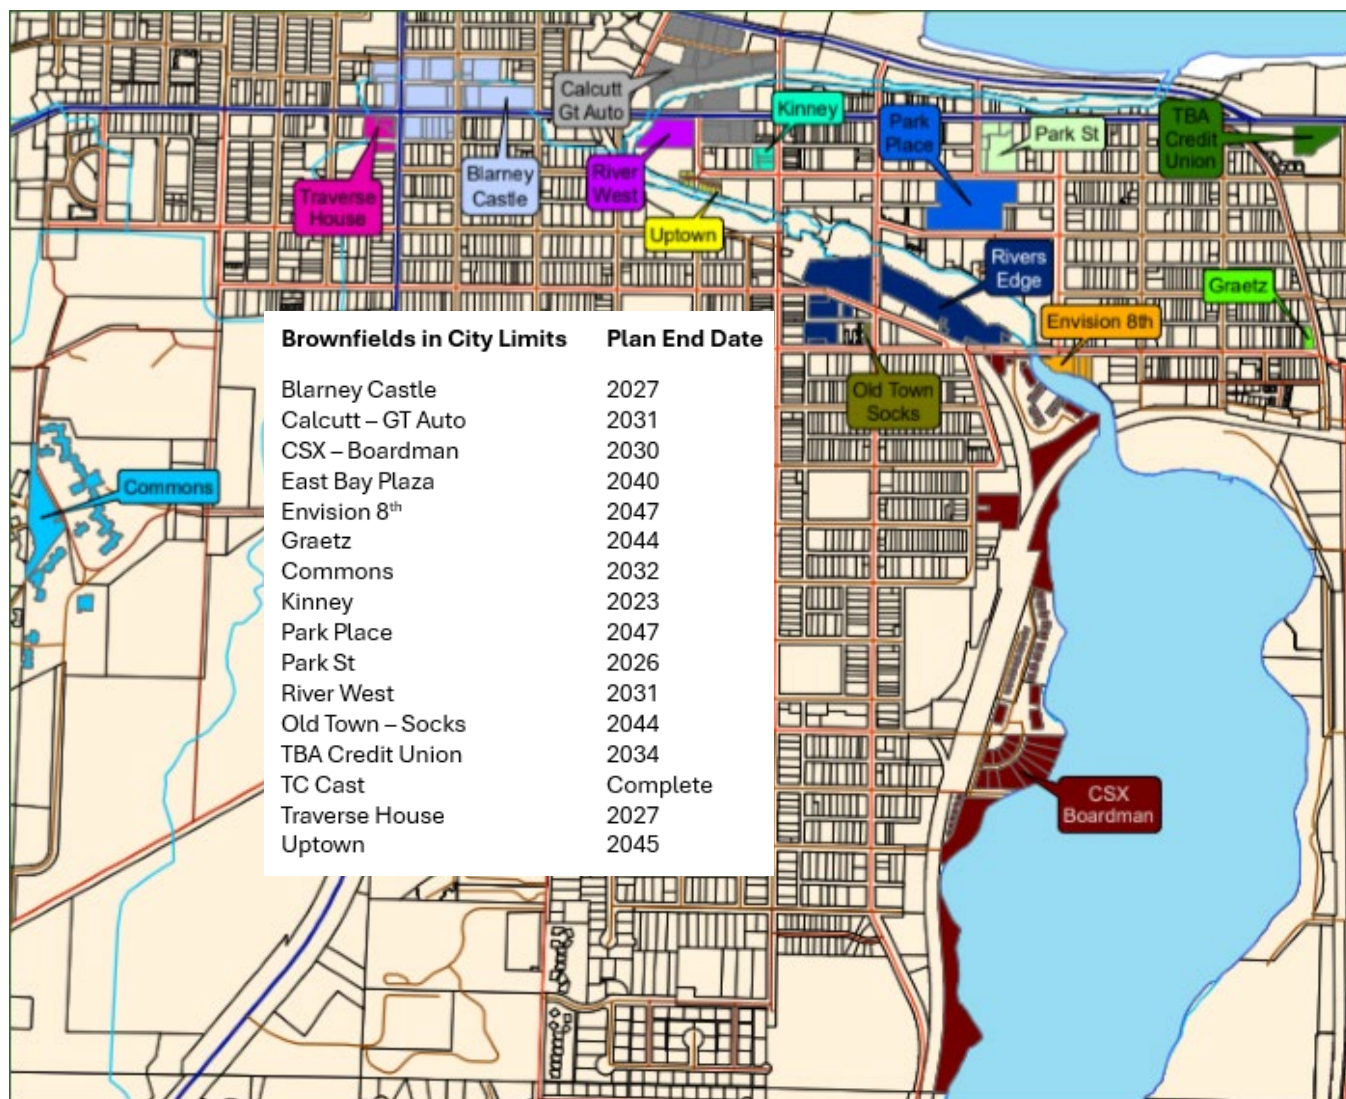 Calcutt
Gt Auto
Kinney
Park
Place
Park St
TBA
Credit
Union
Traverse
House
Blarney
Castle
River
West
Uptown
Rivers
Edge
Graetz
Envision 8th
Old Town
Socks
Commons
CSX
Boardman
Brownfields in City Limits Plan End Date
Blarney Castle 2027
Calcutt – GT Auto 2031
CSX – Boardman 2030
East Bay Plaza 2040
Envision 8th 2047
Graetz 2044
Commons 2032
Kinney 2023
Park Place 2047
Park St 2026
River West 2031
Old Town – Socks 2044
TBA Credit Union 2034
TC Cast Complete
Traverse House 2027
Uptown 2045